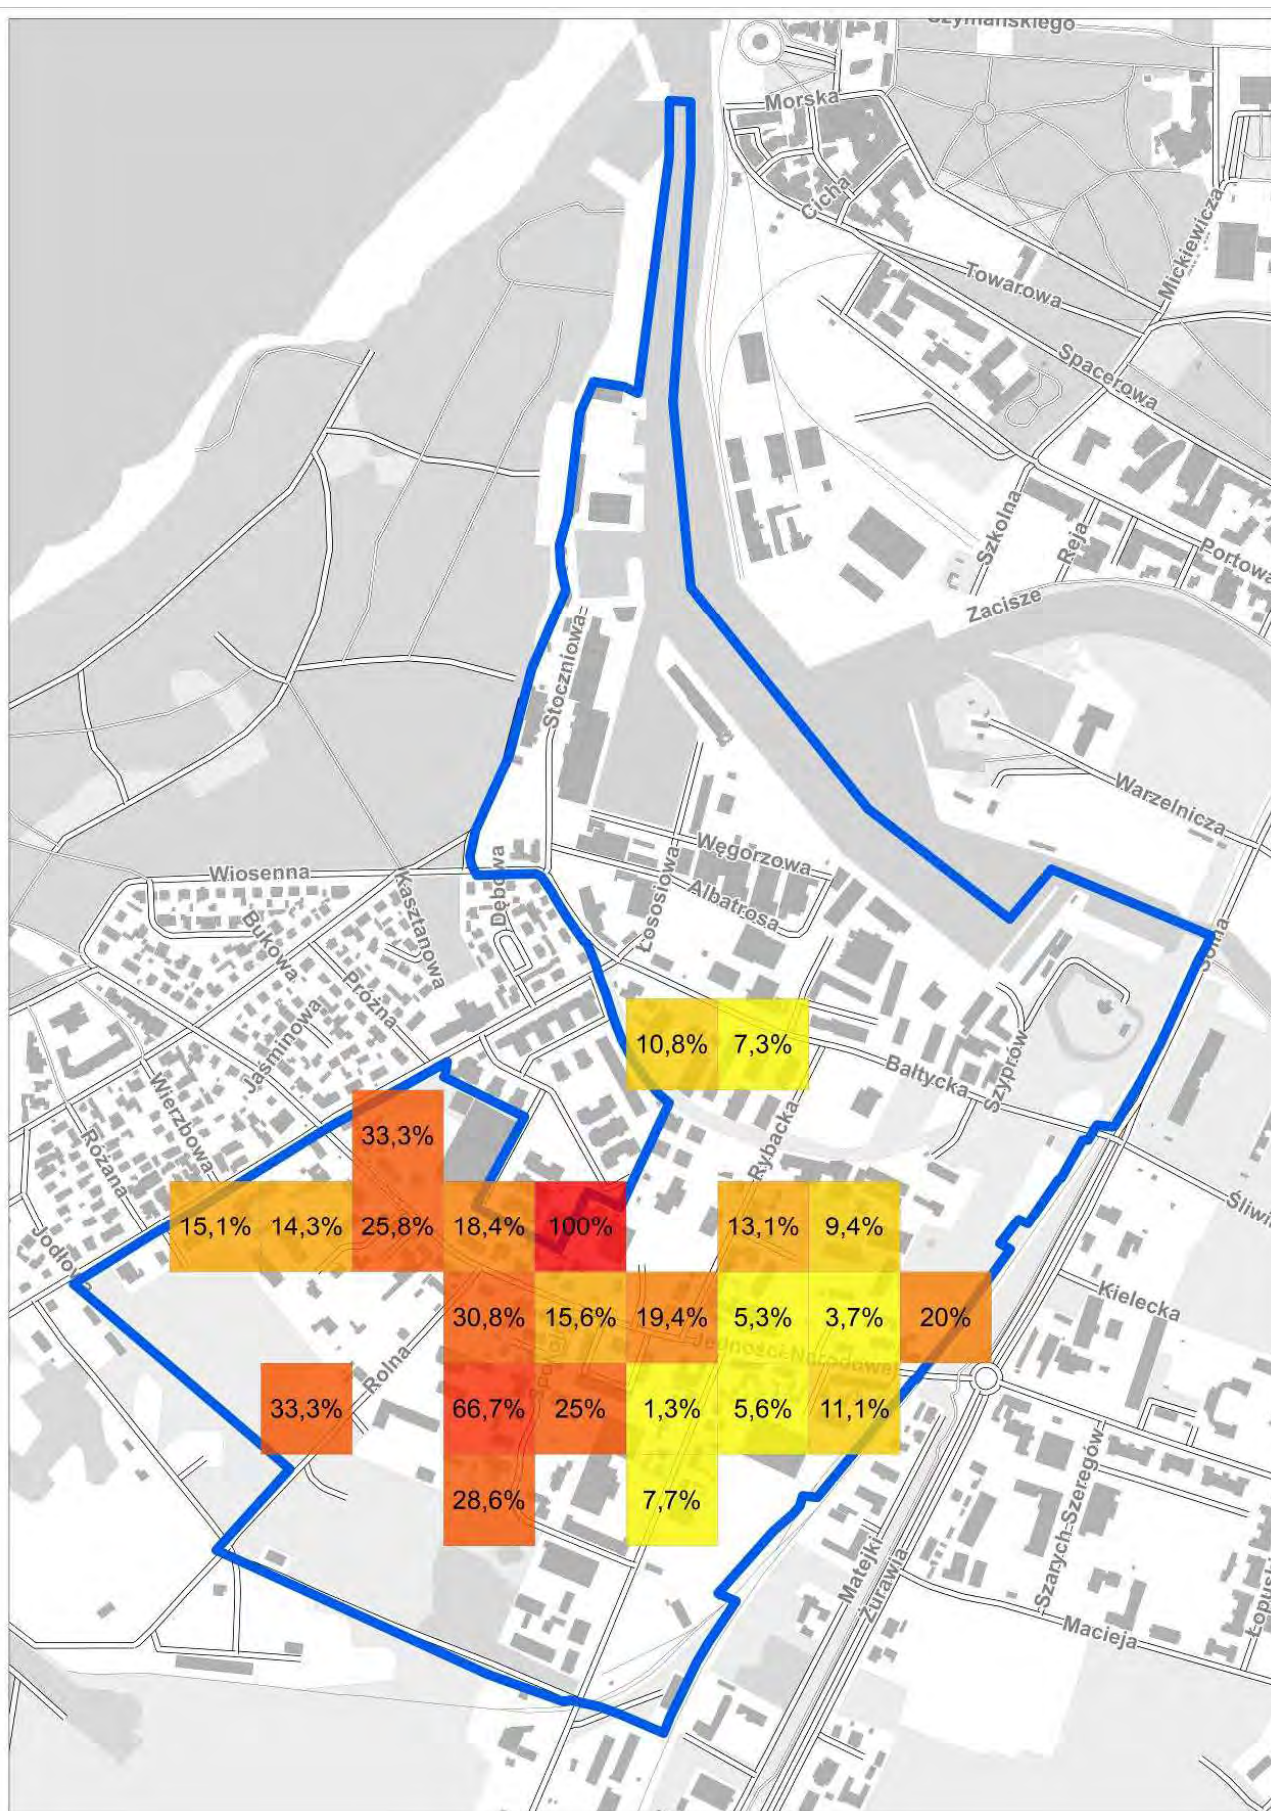 Szymańskiego
Morska
Cicha
Mickiewicza
Towarowa
Spacerowa
Szkolna
Reja
Portowa
Zacisze
Stoczniowa
Warzelnicza
Węgorzowa
Albatrosa
Łososiowa
Wiosenna
Dębowa
Kasztanowa
Bukowa
Próżna
Jaśminowa
Wierzbowa
Różana
Jodłowa
Solna
10,8% 7,3%
Bałtycka
Szyprów
Rybacka
33,3%
15,1% 14,3% 25,8% 18,4% 100% 13,1% 9,4%
Kielecka
30,8% 15,6% 19,4% 5,3% 3,7% 20%
Jedności Narodowej
Rolna
33,3% 66,7% 25% 1,3% 5,6% 11,1%
28,6% 7,7%
Szarych-Szeregów
Matejki
Żurawia
Macieja